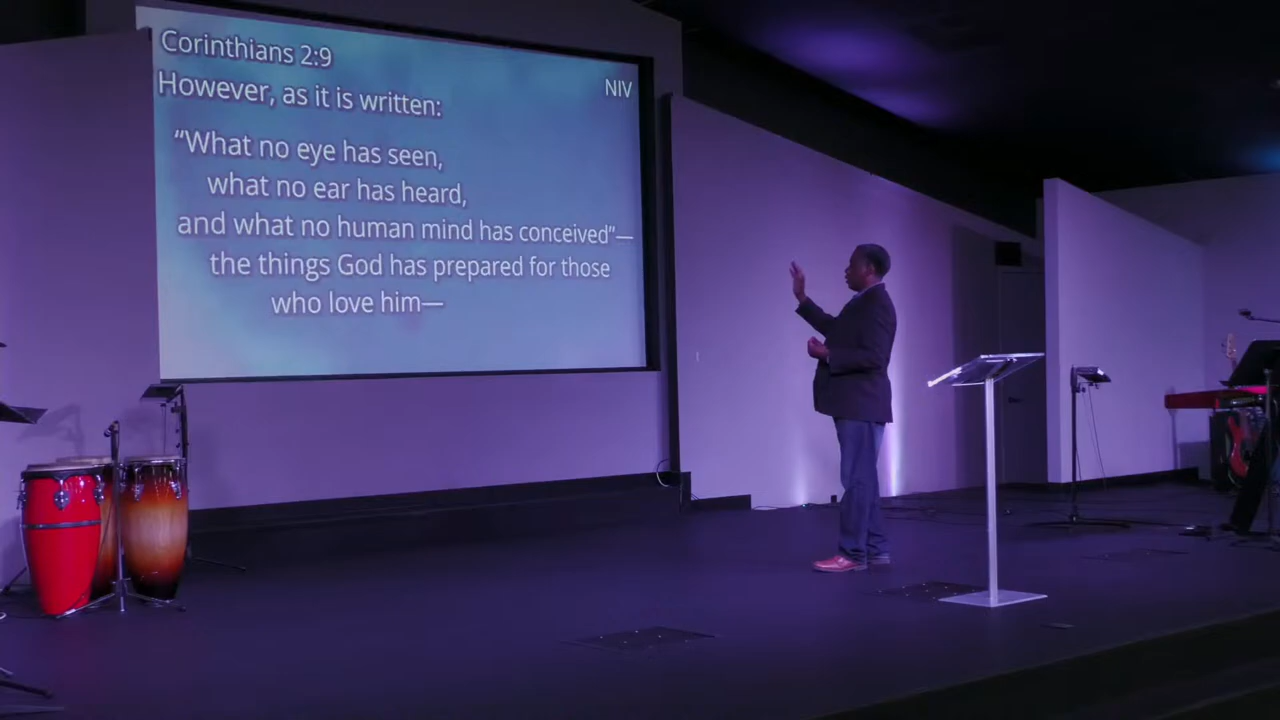 Corinthians 2:9
NIV
However, as it is written:
“What no eye has seen,
what no ear has heard,
and what no human mind has conceived”—
the things God has prepared for those
who love him—